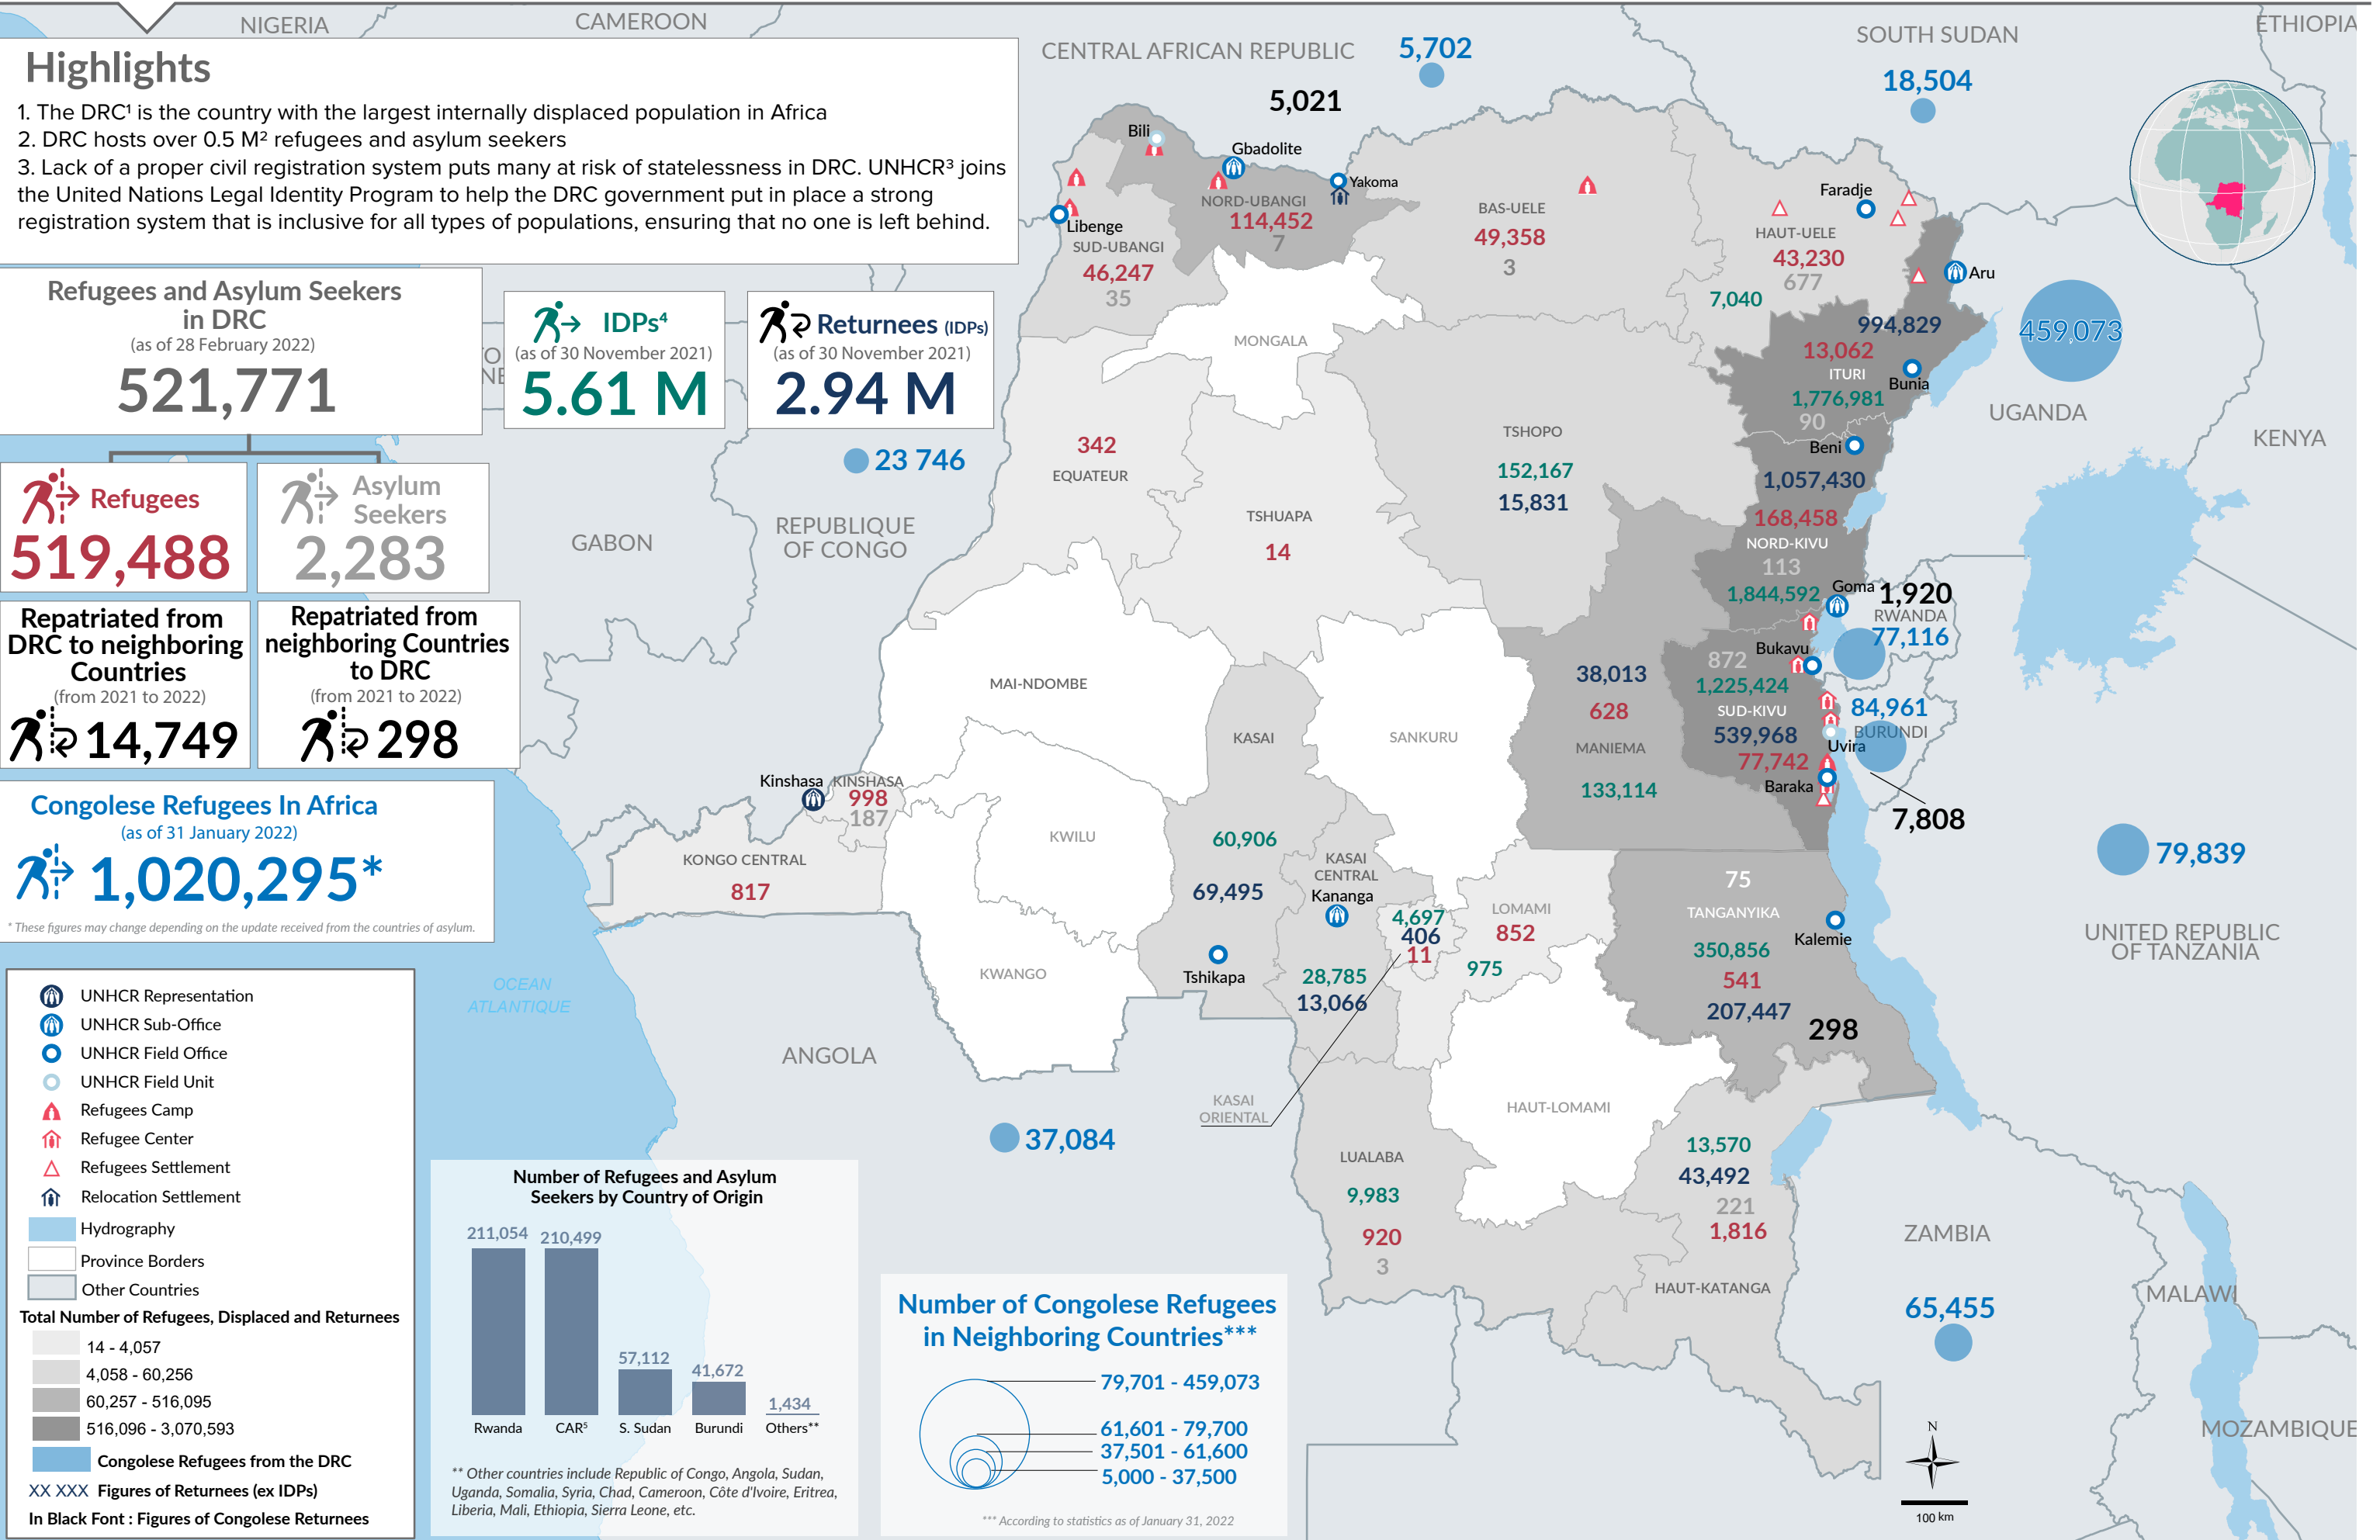 NIGERIA
CAMEROON
CENTRAL AFRICAN REPUBLIC
5,702
SOUTH SUDAN
18,504
ETHIOPIA
5,021
Highlights
1. The DRC¹ is the country with the largest internally displaced population in Africa
2. DRC hosts over 0.5 M² refugees and asylum seekers
3. Lack of a proper civil registration system puts many at risk of statelessness in DRC. UNHCR³ joins
the United Nations Legal Identity Program to help the DRC government put in place a strong
registration system that is inclusive for all types of populations, ensuring that no one is left behind.
Refugees and Asylum Seekers
in DRC
(as of 28 February 2022)
521,771
IDPs⁴
(as of 30 November 2021)
5.61 M
Returnees (IDPs)
(as of 30 November 2021)
2.94 M
Refugees
519,488
Asylum
Seekers
2,283
Repatriated from
DRC to neighboring
Countries
(from 2021 to 2022)
14,749
Repatriated from
neighboring Countries
to DRC
(from 2021 to 2022)
298
Congolese Refugees In Africa
(as of 31 January 2022)
1,020,295*
* These figures may change depending on the update received from the countries of asylum.
UNHCR Representation
UNHCR Sub-Office
UNHCR Field Office
UNHCR Field Unit
Refugees Camp
Refugee Center
Refugees Settlement
Relocation Settlement
Hydrography
Province Borders
Other Countries
Total Number of Refugees, Displaced and Returnees
14 - 4,057
4,058 - 60,256
60,257 - 516,095
516,096 - 3,070,593
Congolese Refugees from the DRC
XX XXX Figures of Returnees (ex IDPs)
In Black Font : Figures of Congolese Returnees
OCEAN
ATLANTIQUE
Number of Refugees and Asylum
Seekers by Country of Origin
211,054
210,499
57,112
41,672
1,434
Rwanda
CAR⁵
S. Sudan
Burundi
Others**
** Other countries include Republic of Congo, Angola, Sudan,
Uganda, Somalia, Syria, Chad, Cameroon, Côte d'Ivoire, Eritrea,
Liberia, Mali, Ethiopia, Sierra Leone, etc.
Number of Congolese Refugees
in Neighboring Countries***
79,701 - 459,073
61,601 - 79,700
37,501 - 61,600
5,000 - 37,500
*** According to statistics as of January 31, 2022
GABON
REPUBLIQUE
OF CONGO
23 746
ANGOLA
37,084
Bili
Gbadolite
Yakoma
Libenge
NORD-UBANGI
114,452
7
SUD-UBANGI
46,247
35
BAS-UELE
49,358
3
Faradje
HAUT-UELE
43,230
677
7,040
Aru
994,829
13,062
ITURI
Bunia
1,776,981
90
459,073
UGANDA
KENYA
MONGALA
342
EQUATEUR
TSHUAPA
14
TSHOPO
152,167
15,831
Beni
1,057,430
168,458
NORD-KIVU
113
1,844,592
Goma
1,920
RWANDA
77,116
Bukavu
872
1,225,424
SUD-KIVU
539,968
77,742
84,961
BURUNDI
Uvira
Baraka
7,808
38,013
628
MANIEMA
133,114
MAI-NDOMBE
KASAI
SANKURU
Kinshasa
KINSHASA
998
187
KONGO CENTRAL
817
KWILU
KWANGO
60,906
69,495
Tshikapa
KASAI
CENTRAL
Kananga
28,785
13,066
4,697
406
11
KASAI
ORIENTAL
LOMAMI
852
975
75
TANGANYIKA
Kalemie
350,856
541
207,447
298
79,839
UNITED REPUBLIC
OF TANZANIA
HAUT-LOMAMI
LUALABA
9,983
920
3
13,570
43,492
221
1,816
HAUT-KATANGA
ZAMBIA
65,455
MALAWI
MOZAMBIQUE
N
100 km